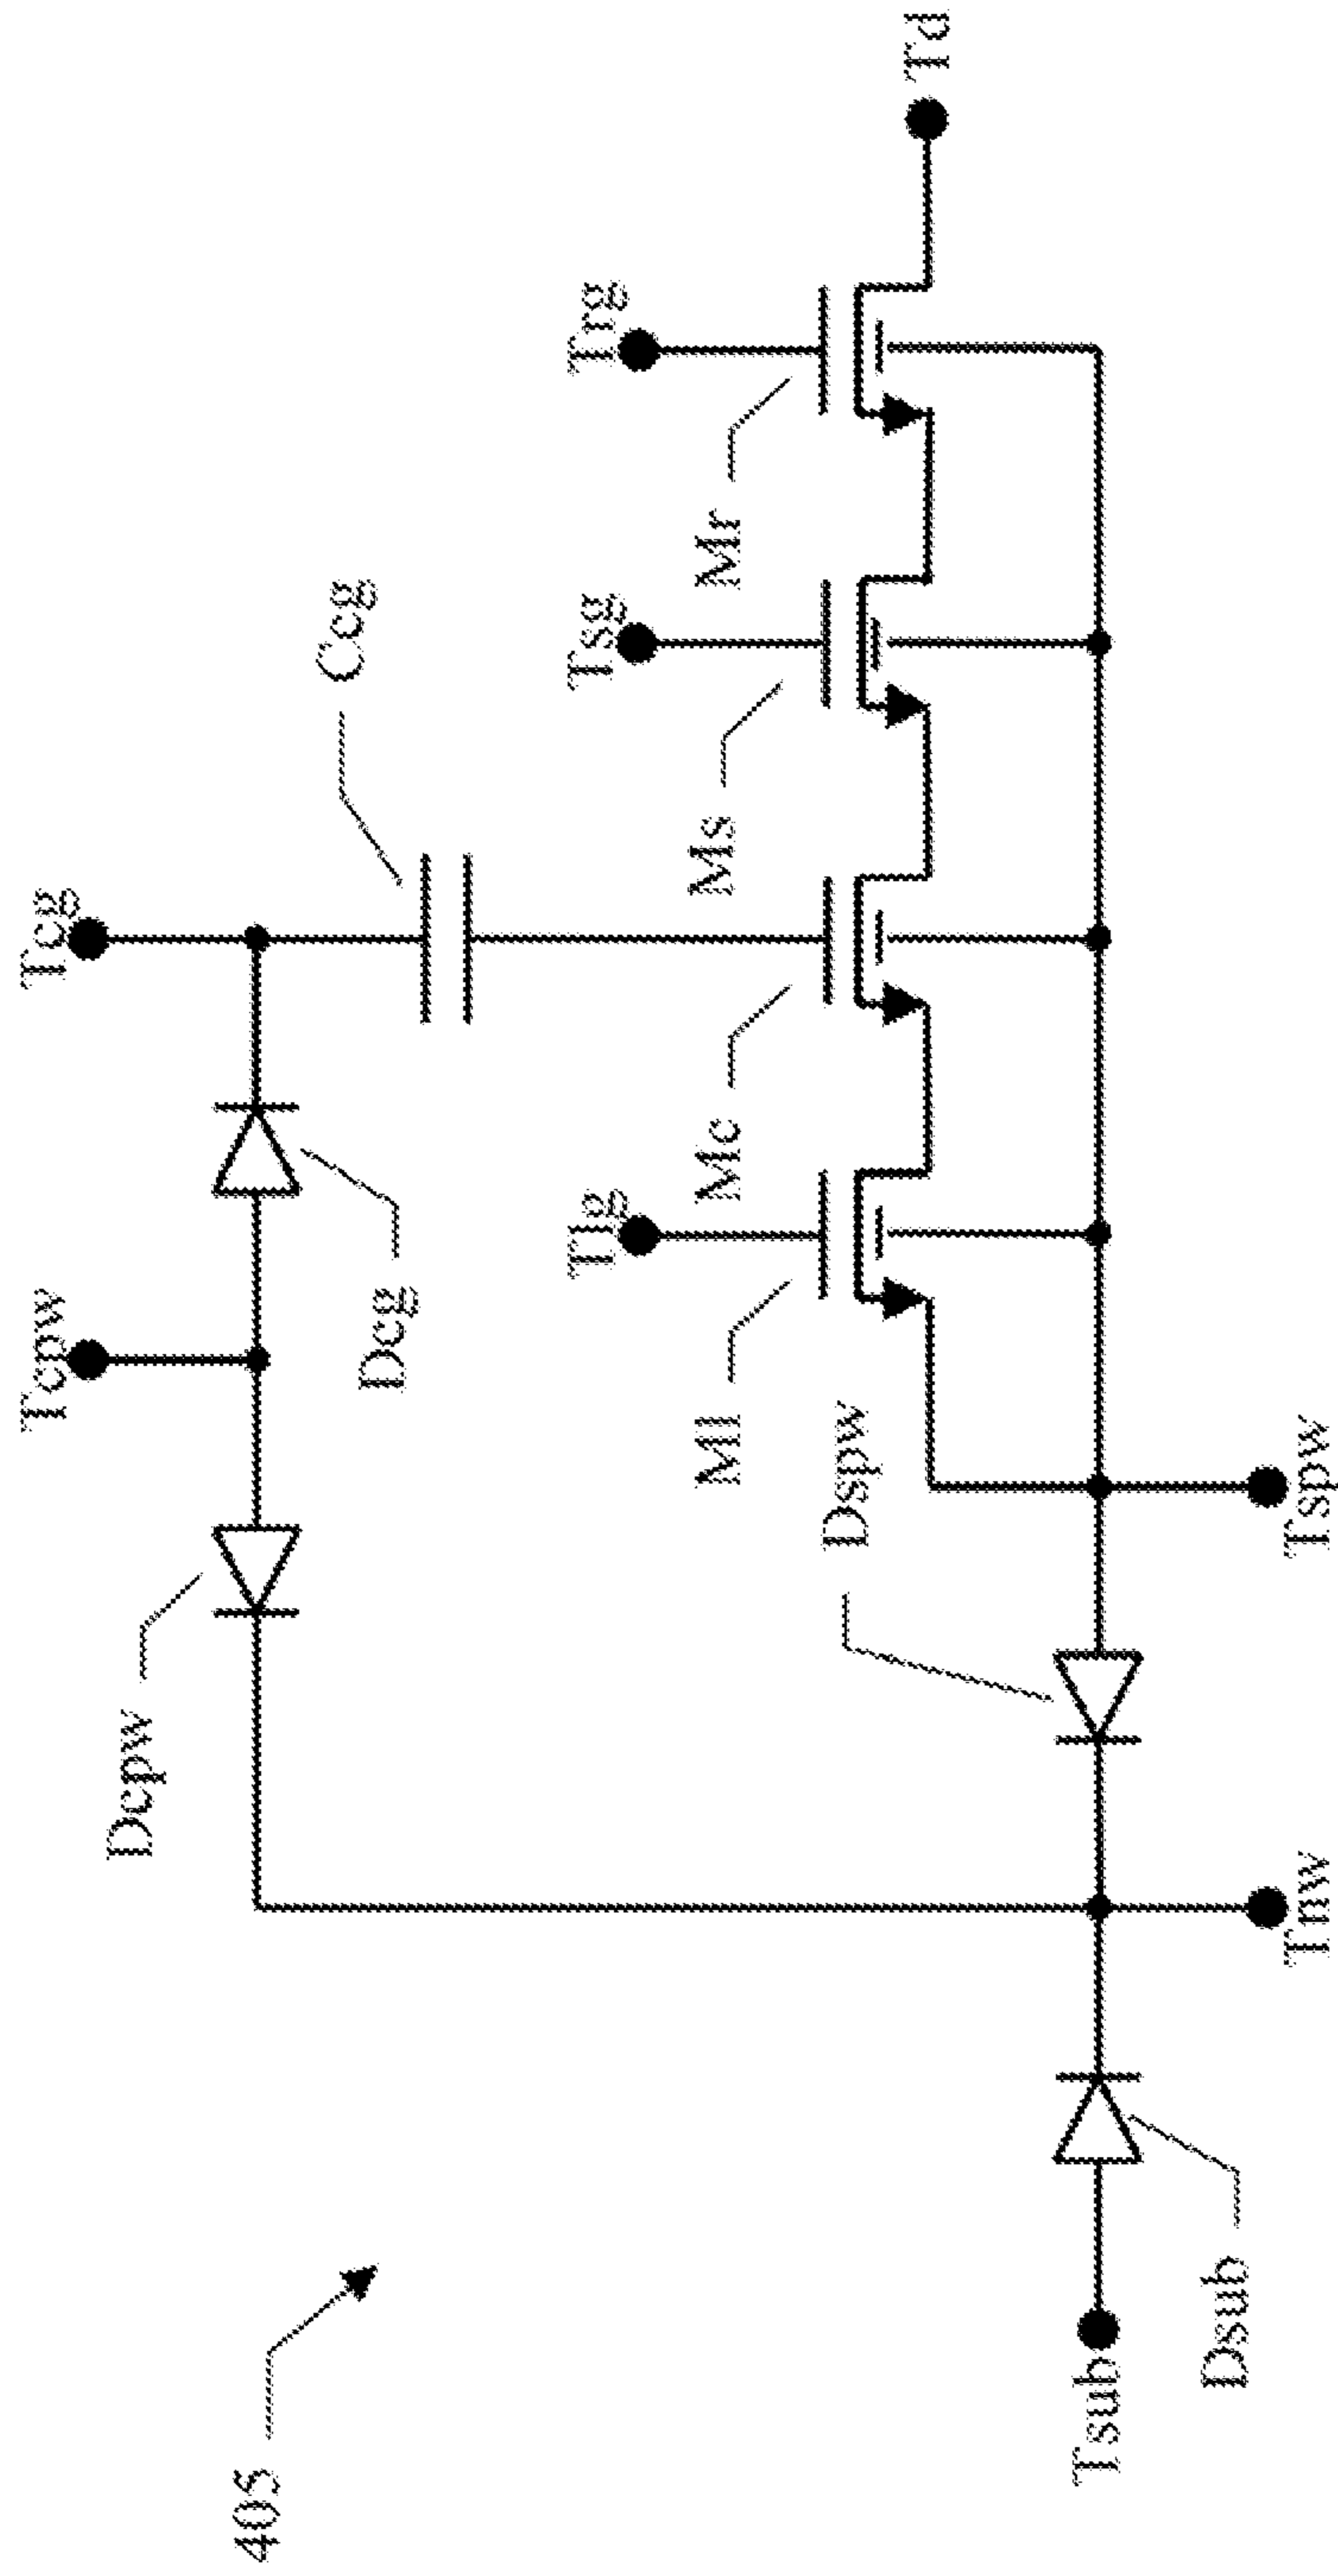 405
Tcpw
Tcg
Dcpw
Dcg
Ccg
Tlg
Tsg
Trg
Ml
Mc
Ms
Mr
Dspw
Td
Tsub
Dsub
Tnw
Tspw